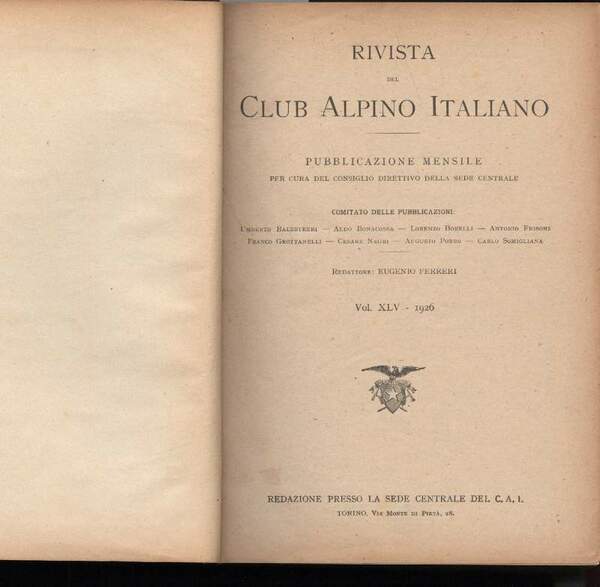 RIVISTA
DEL
CLUB ALPINO ITALIANO
PUBBLICAZIONE MENSILE
PER CURA DEL CONSIGLIO DIRETTIVO DELLA SEDE CENTRALE
COMITATO DELLE PUBBLICAZIONI:
UMBERTO BALESTRERI — ALDO BONACOSSA — LORENZO BORELLI — ANTONIO FRISONI
FRANCO GROTTANELLI — CESARE NEGRI — AUGUSTO PORRO — CARLO SOMIGLIANA
REDATTORE: EUGENIO FERRERI
Vol. XLV - 1926
REDAZIONE PRESSO LA SEDE CENTRALE DEL C. A. I.
TORINO, VIA MONTE DI PIETÀ, 28.